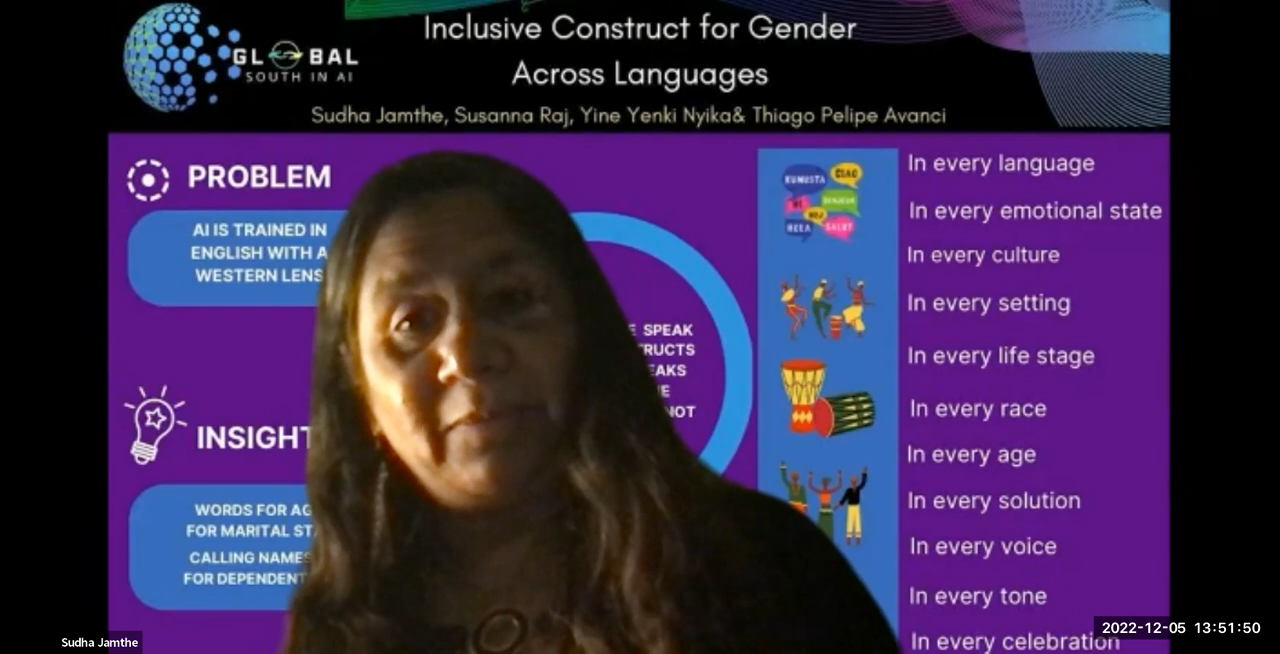 GLOBAL
SOUTH IN AI
Inclusive Construct for Gender
Across Languages
Sudha Jamthe, Susanna Raj, Yine Yenki Nyika& Thiago Pelipe Avanci
PROBLEM
AI IS TRAINED IN
ENGLISH WITH A
WESTERN LENS
INSIGHT
WORDS FOR AG
FOR MARITAL STA
CALLING NAMES
FOR DEPENDENT
SPEAK
RUCTS
EAKS
E
NOT
KUMUSTA
CIAO
HI
BONJOUR
HEJ
HOLA
SALUT
In every language
In every emotional state
In every culture
In every setting
In every life stage
In every race
In every age
In every solution
In every voice
In every tone
In every celebration
Sudha Jamthe
2022-12-05 13:51:50